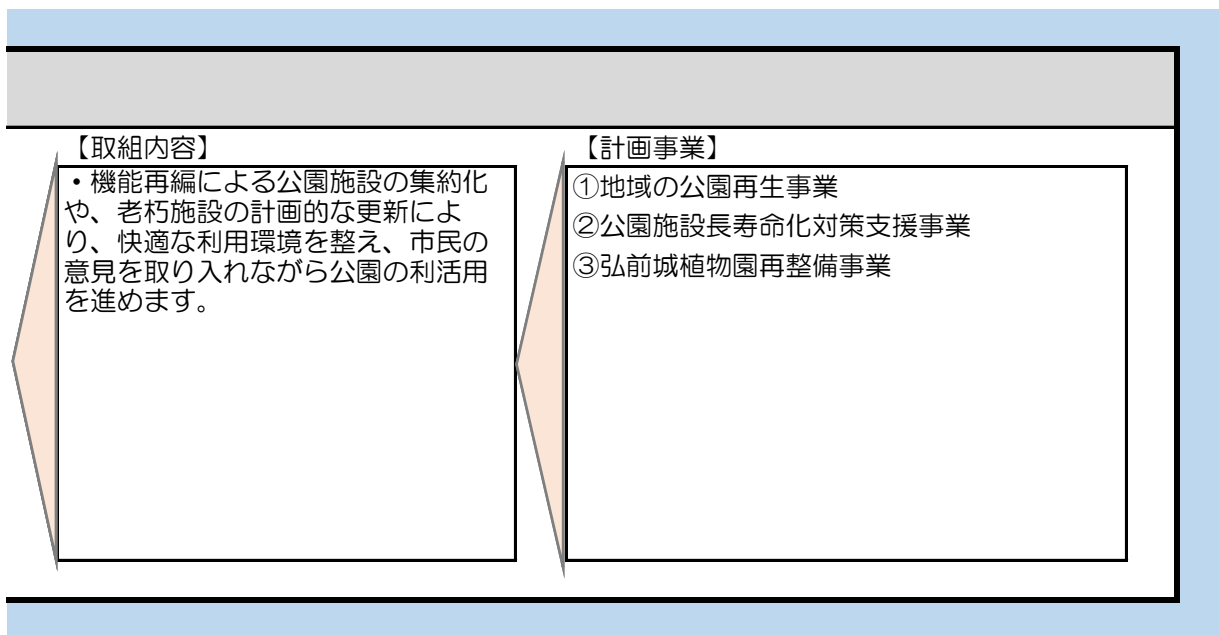 【取組内容】
・機能再編による公園施設の集約化
や、老朽施設の計画的な更新によ
り、快適な利用環境を整え、市民の
意見を取り入れながら公園の利活用
を進めます。
【計画事業】
①地域の公園再生事業
②公園施設長寿命化対策支援事業
③弘前城植物園再整備事業